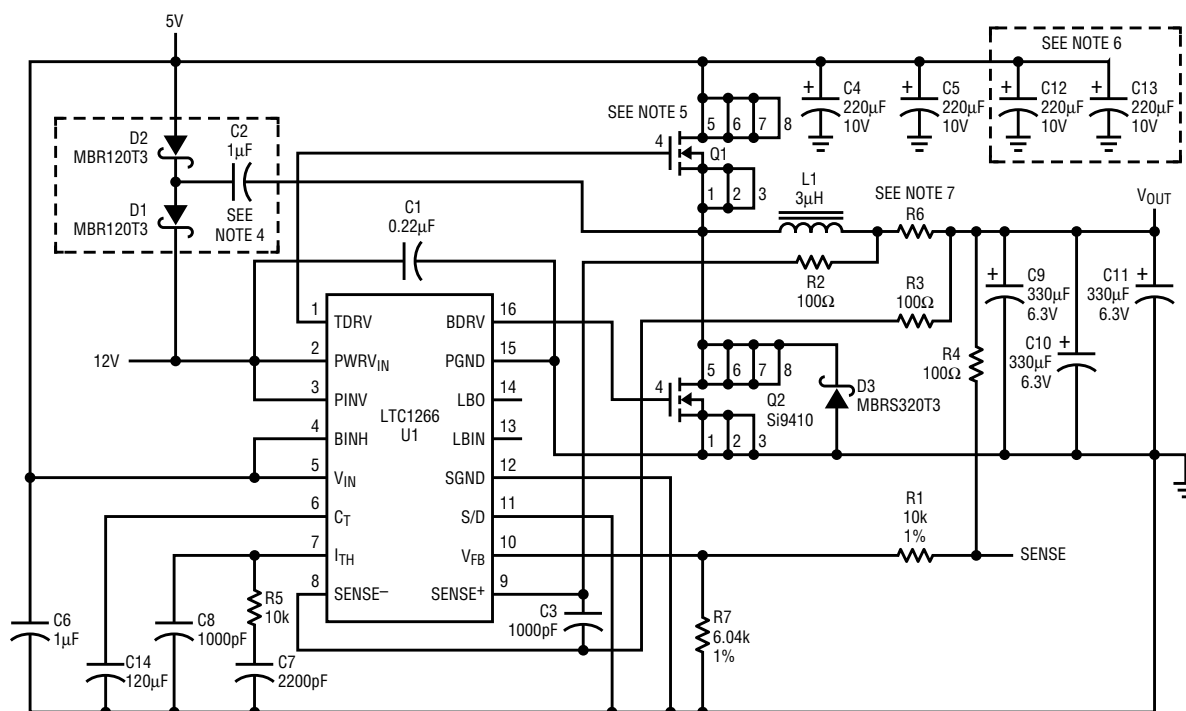 5V
SEE NOTE 6
D2
MBR120T3
C2
1µF
SEE
NOTE 4
D1
MBR120T3
SEE NOTE 5
5 6 7 8
4
Q1
1 2 3
+ C4
220µF
10V
+ C5
220µF
10V
+ C12
220µF
10V
+ C13
220µF
10V
L1
3µH
SEE NOTE 7
R6
VOUT
C1
0.22µF
R2
100Ω
R3
100Ω
+ C9
330µF
6.3V
C11 +
330µF
6.3V
C10 +
330µF
6.3V
R4
100Ω
12V
1 TDRV
2 PWRVIN
3 PINV
4 BINH
5 VIN
6 CT
7 ITH
8 SENSE–
LTC1266
U1
BDRV 16
PGND 15
LBO 14
LBIN 13
SGND 12
S/D 11
VFB 10
SENSE+ 9
5 6 7 8
4
Q2
Si9410
1 2 3
D3
MBRS320T3
R1
10k
1%
SENSE
C6
1µF
C14
120µF
C8
1000pF
R5
10k
C7
2200pF
C3
1000pF
R7
6.04k
1%